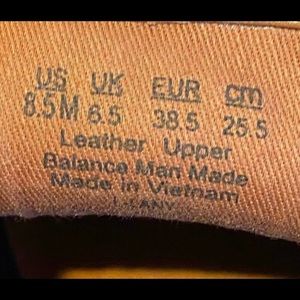 US UK EUR cm
8.5M 6.5 38.5 25.5
Leather Upper
Balance Man Made
Made in Vietnam